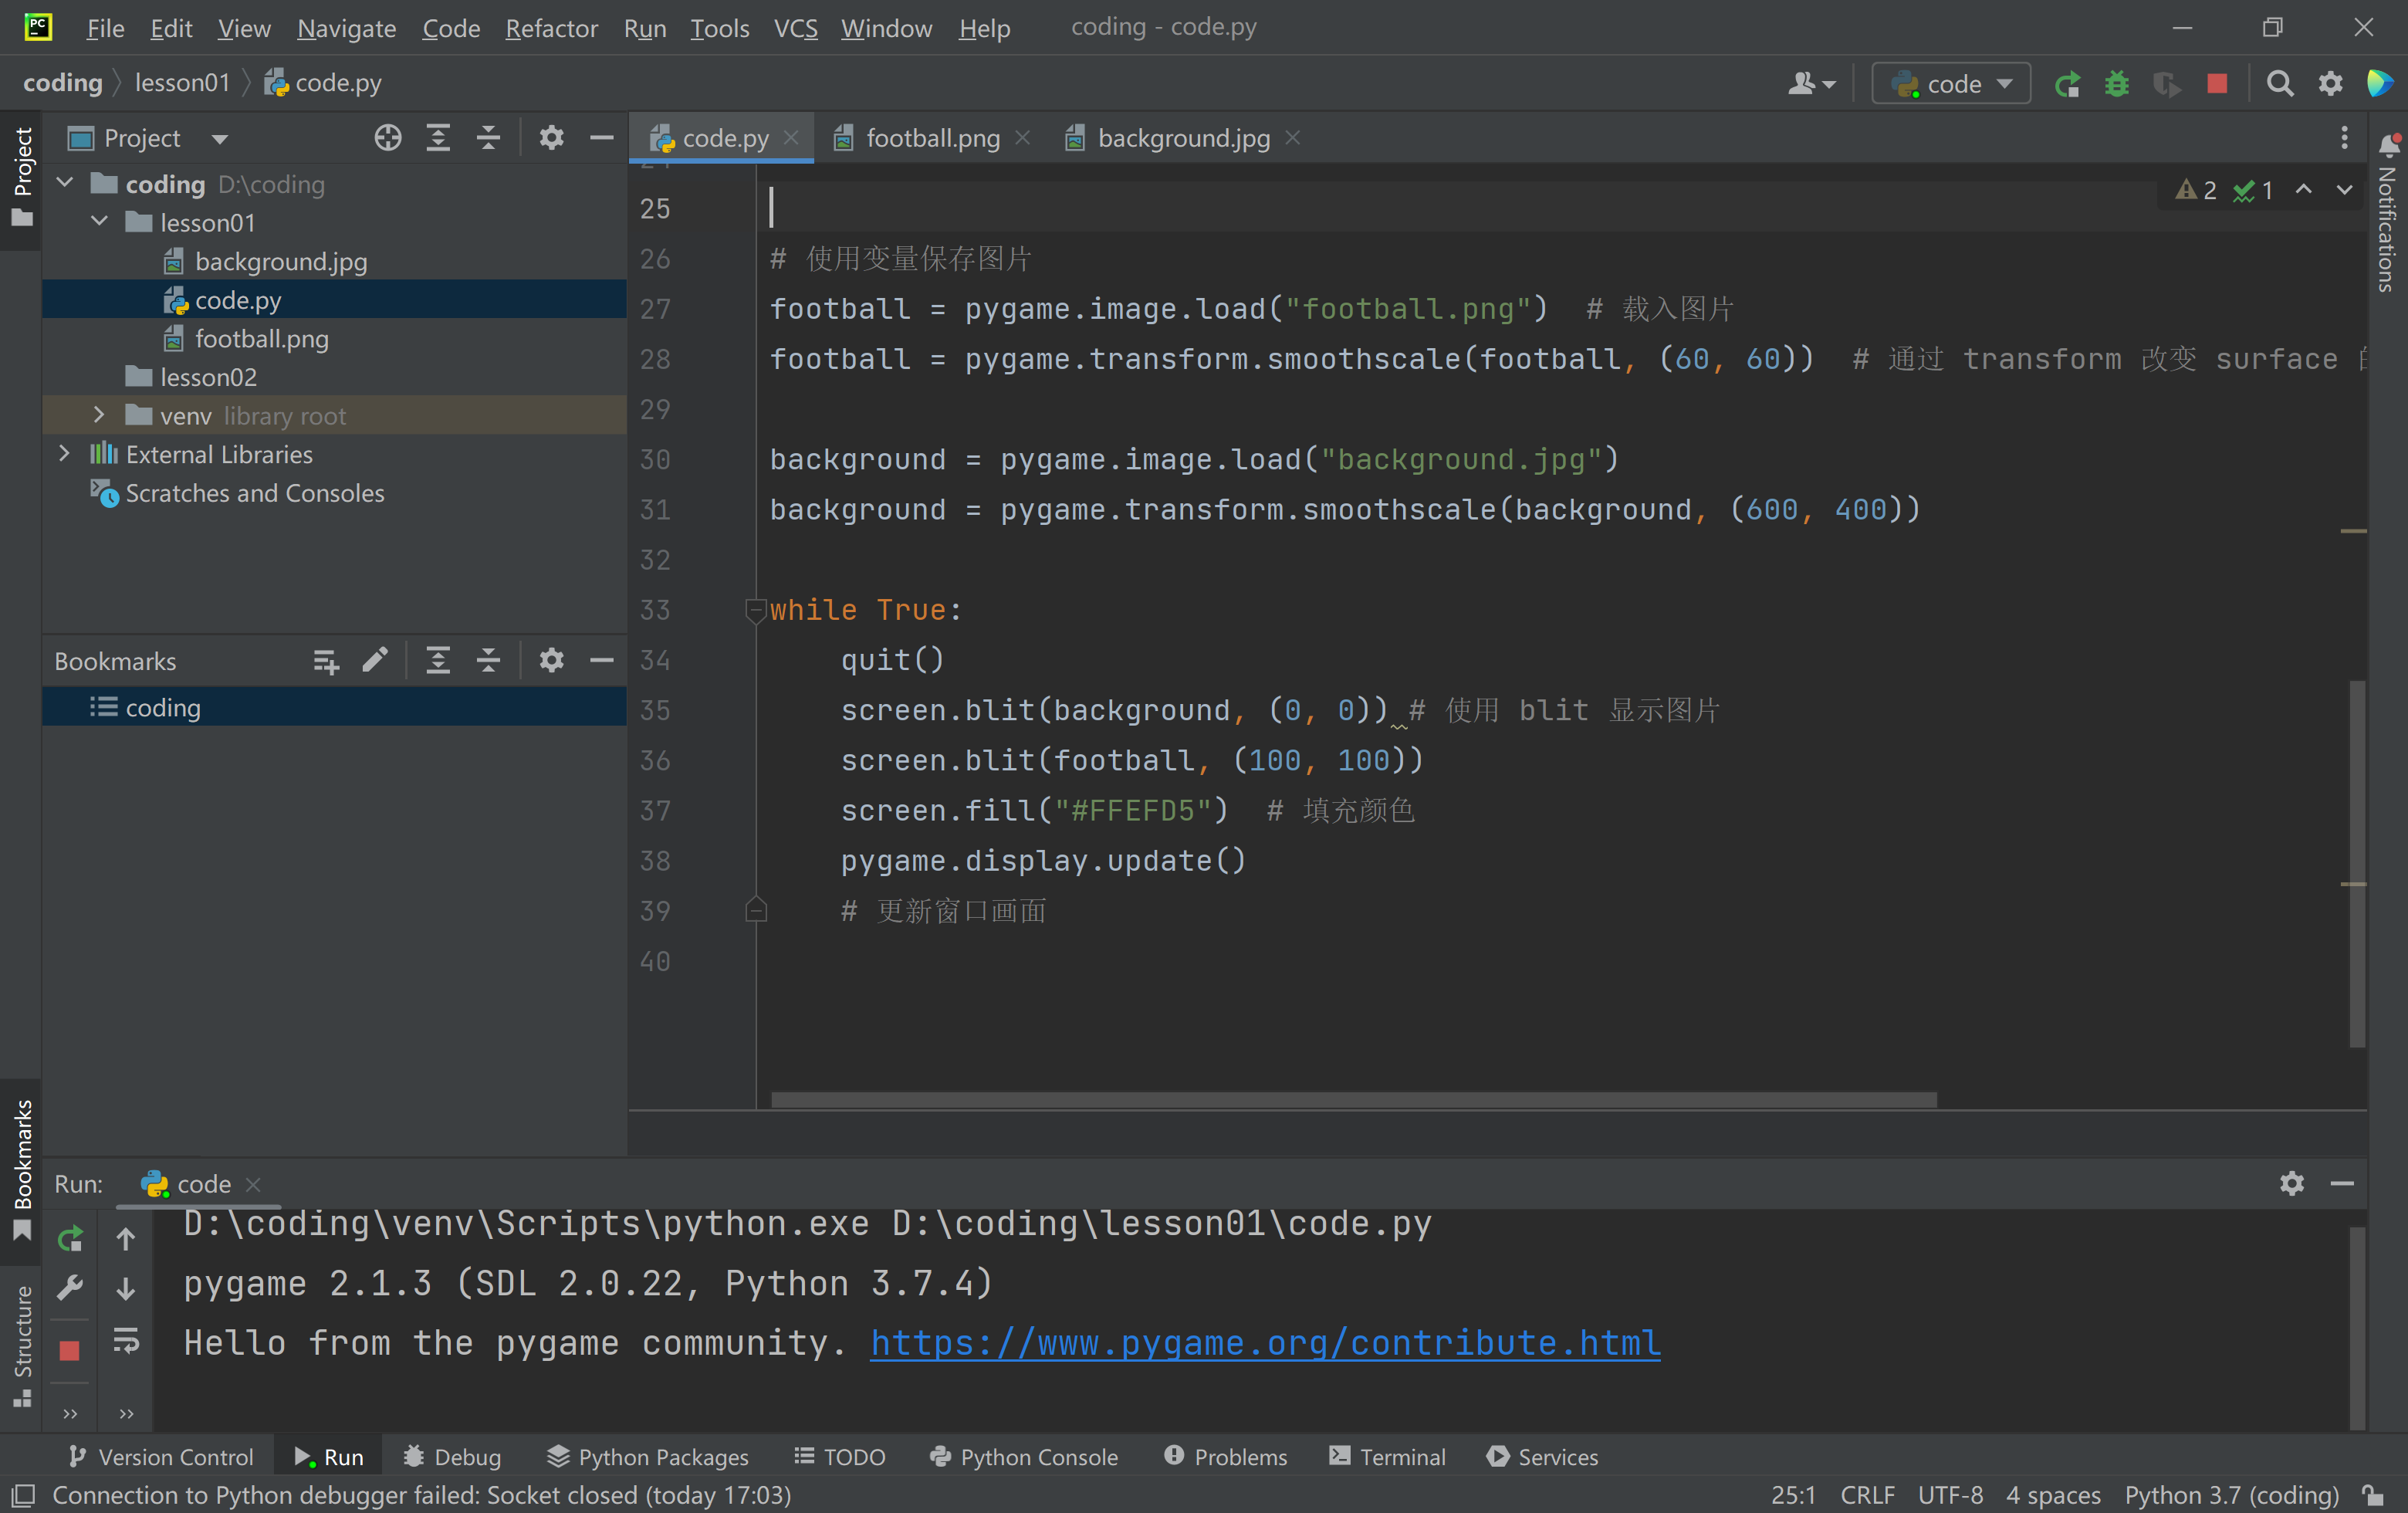 File Edit View Navigate Code Refactor Run Tools VCS Window Help coding - code.py
coding lesson01 code.py
code
Project
code.py football.png background.jpg
coding D:\coding
lesson01
background.jpg
code.py
football.png
lesson02
venv library root
External Libraries
Scratches and Consoles
Bookmarks
coding
2 1
25
26 # 使用变量保存图片
27 football = pygame.image.load("football.png") # 载入图片
28 football = pygame.transform.smoothscale(football, (60, 60)) # 通过 transform 改变 surface
29
30 background = pygame.image.load("background.jpg")
31 background = pygame.transform.smoothscale(background, (600, 400))
32
33 while True:
34 quit()
35 screen.blit(background, (0, 0)) # 使用 blit 显示图片
36 screen.blit(football, (100, 100))
37 screen.fill("#FFEFD5") # 填充颜色
38 pygame.display.update()
39 # 更新窗口画面
40
Project
Bookmarks
Structure
Notifications
Run: code
D:\coding\venv\Scripts\python.exe D:\coding\lesson01\code.py
pygame 2.1.3 (SDL 2.0.22, Python 3.7.4)
Hello from the pygame community. https://www.pygame.org/contribute.html
Version Control Run Debug Python Packages TODO Python Console Problems Terminal Services
Connection to Python debugger failed: Socket closed (today 17:03) 25:1 CRLF UTF-8 4 spaces Python 3.7 (coding)